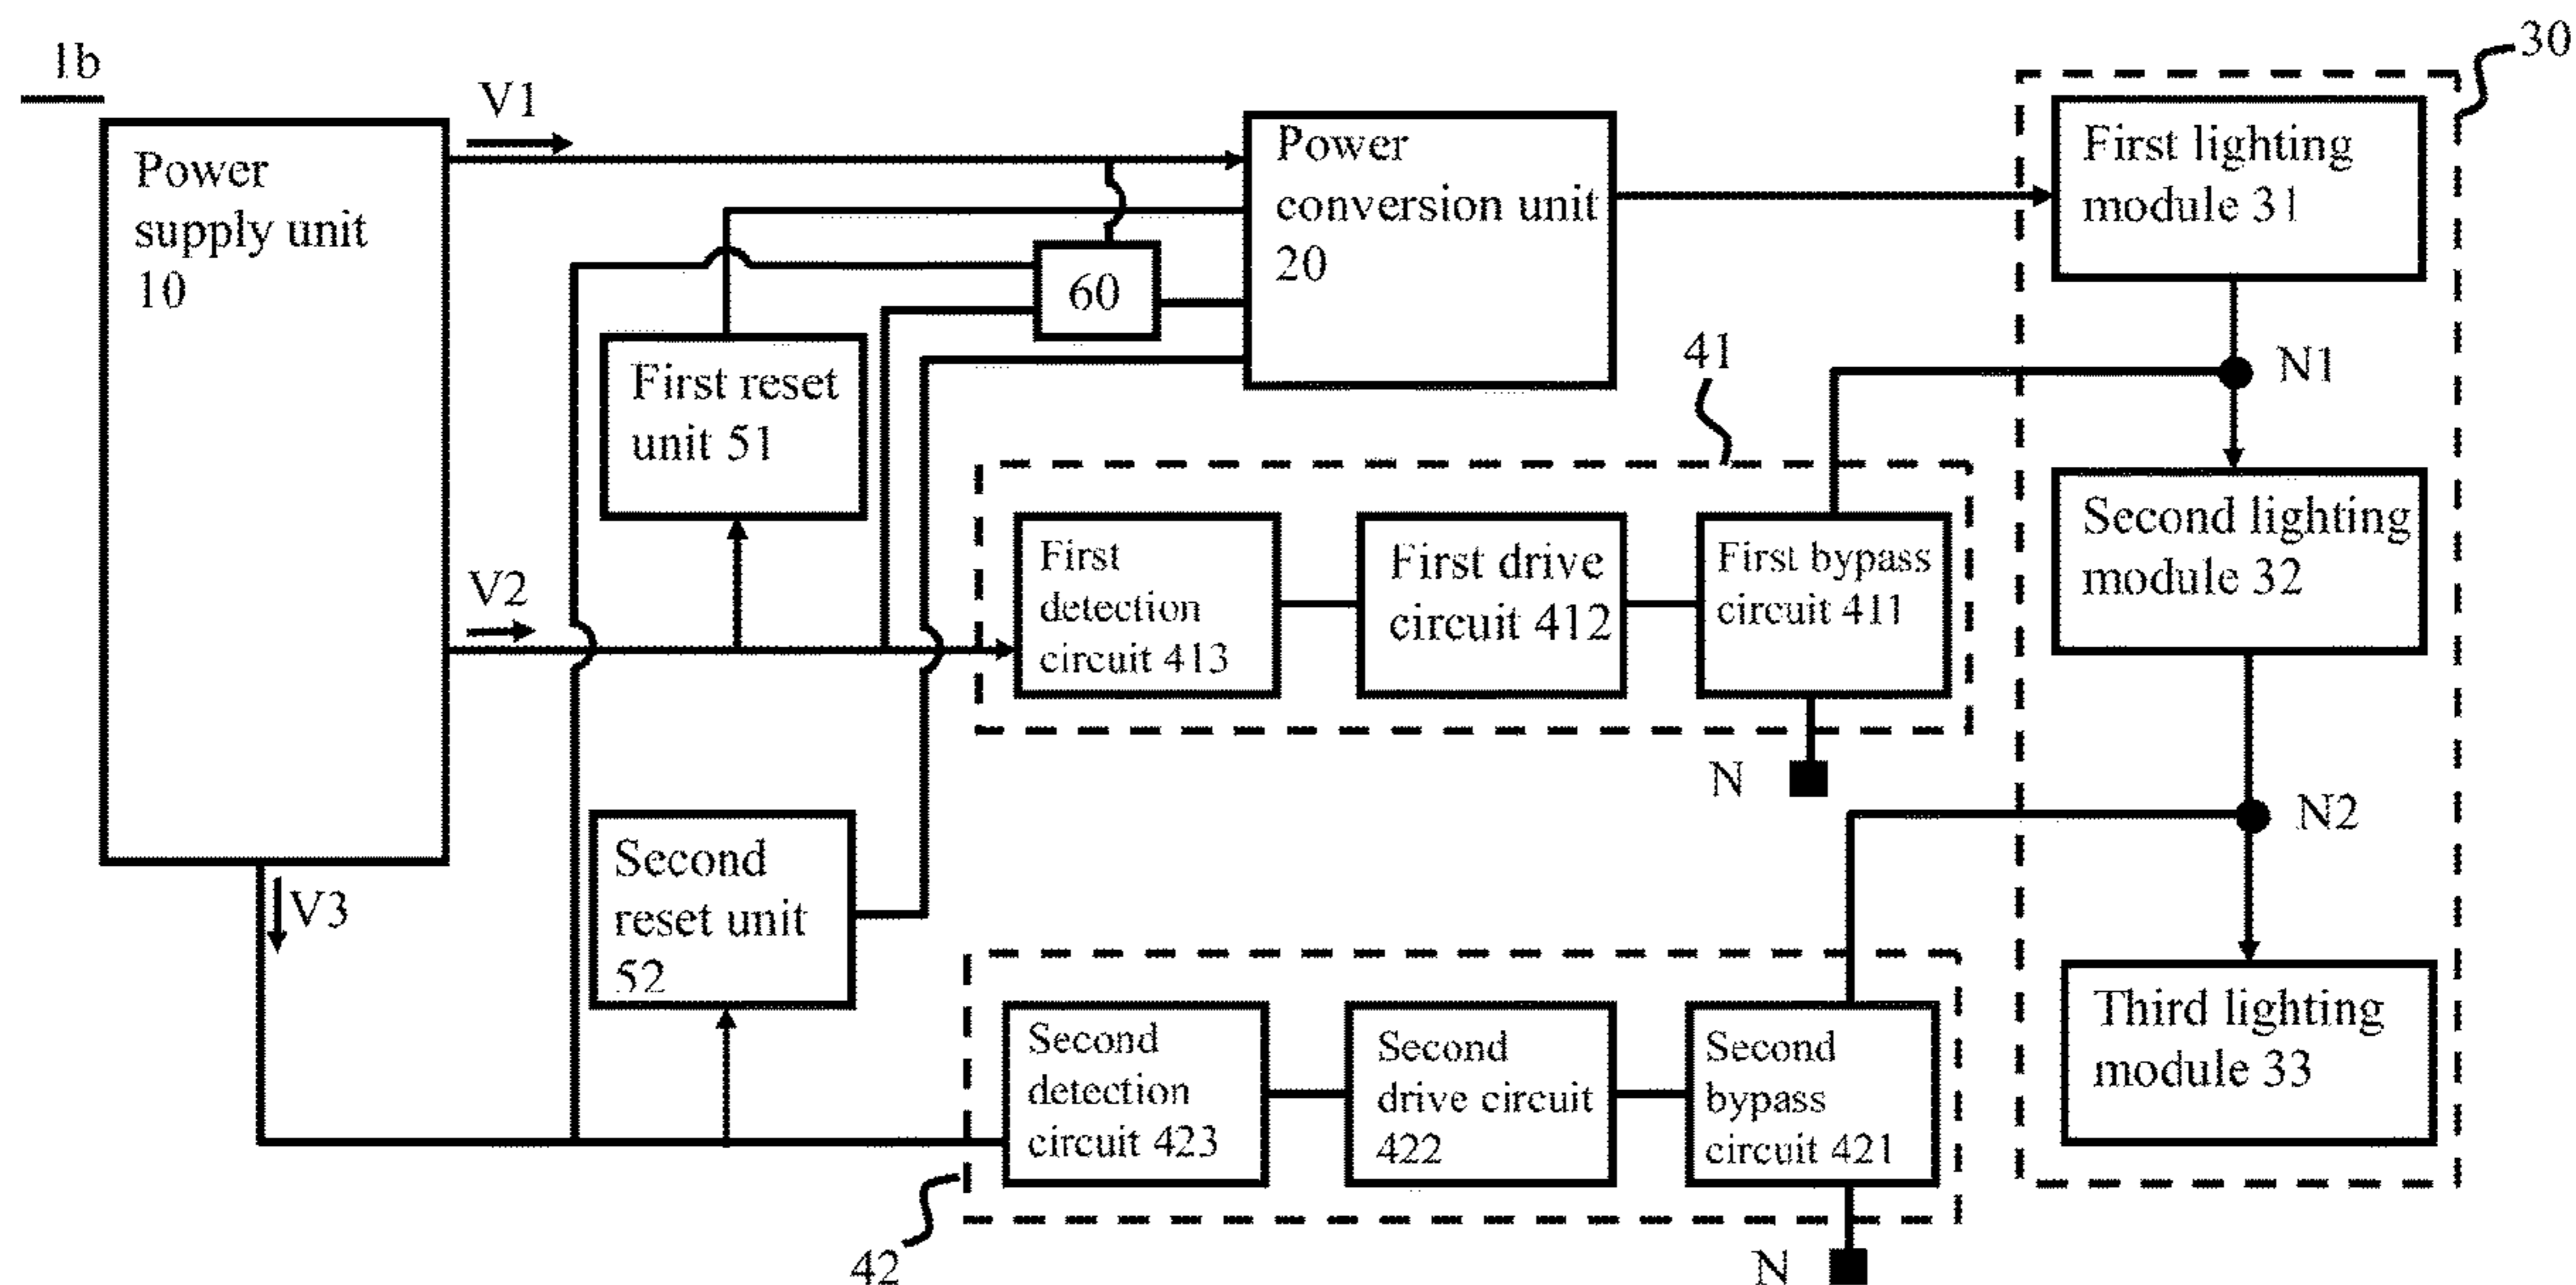 1b
V1
30
Power
supply unit
10
Power
conversion unit
20
First lighting
module 31
60
First reset
unit 51
41
N1
V2
First
detection
circuit 413
First drive
circuit 412
First bypass
circuit 411
Second lighting
module 32
N
N2
V3
Second
reset unit
52
Second
detection
circuit 423
Second
drive circuit
422
Second
bypass
circuit 421
Third lighting
module 33
42
N